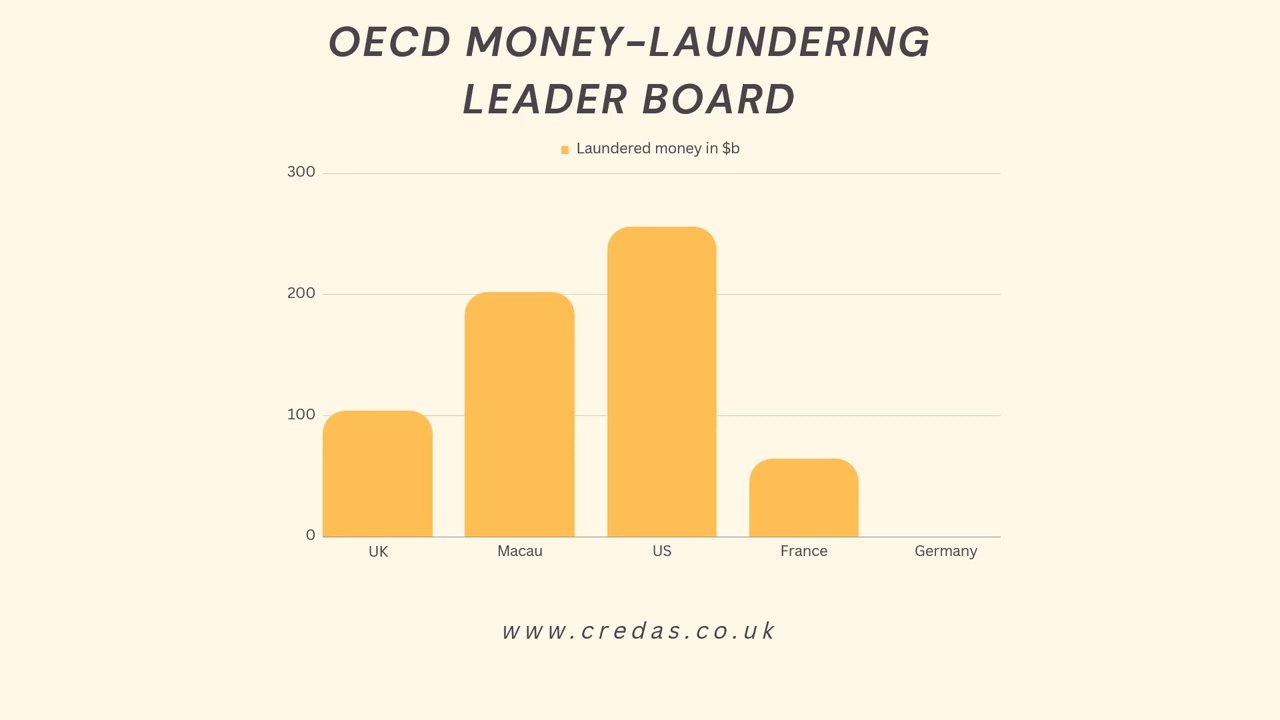 OECD MONEY-LAUNDERING
LEADER BOARD
Laundered money in $b
300
200
100
0
UK
Macau
US
France
Germany
www.credas.co.uk